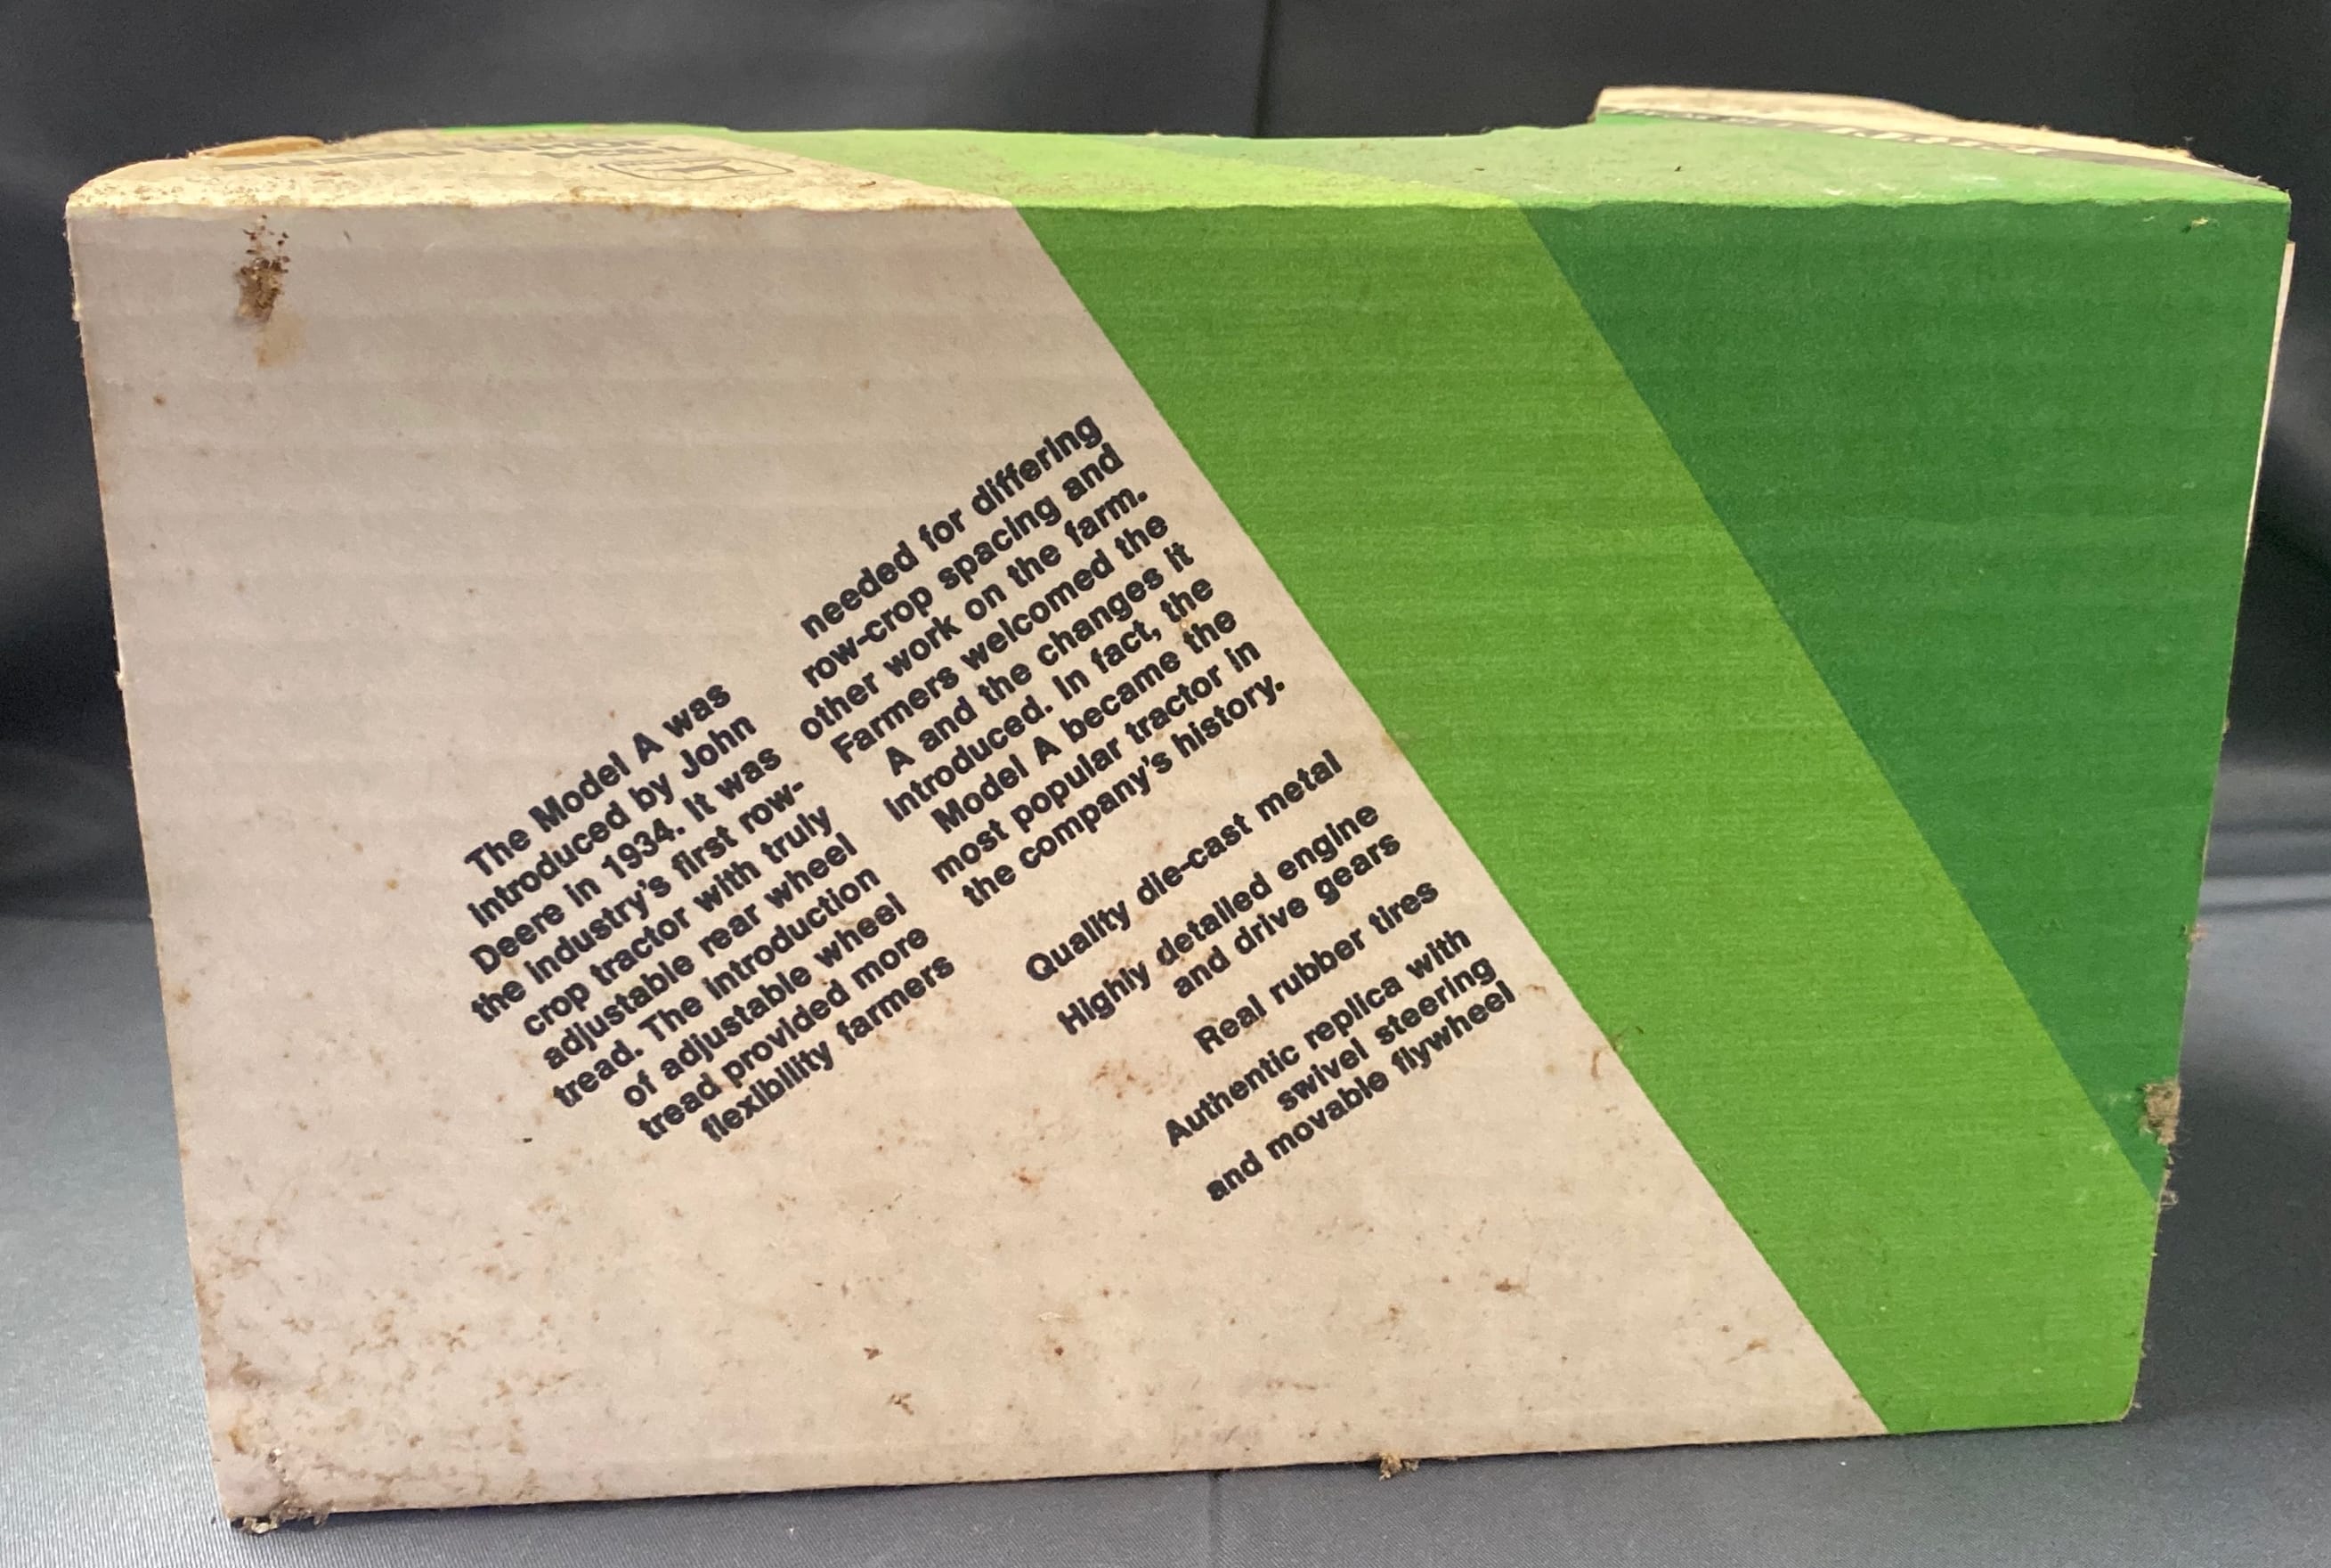 The Model A was
introduced by John
Deere in 1934. It was
the industry's first row-
crop tractor with truly
adjustable rear wheel
tread. The introduction
of adjustable wheel
tread provided more
flexibility farmers
needed for differing
row-crop spacing and
other work on the farm.
Farmers welcomed the
A and the changes it
introduced. In fact, the
Model A became the
most popular tractor in
the company's history.
Quality die-cast metal
Highly detailed engine
and drive gears
Real rubber tires
Authentic replica with
swivel steering
and movable flywheel